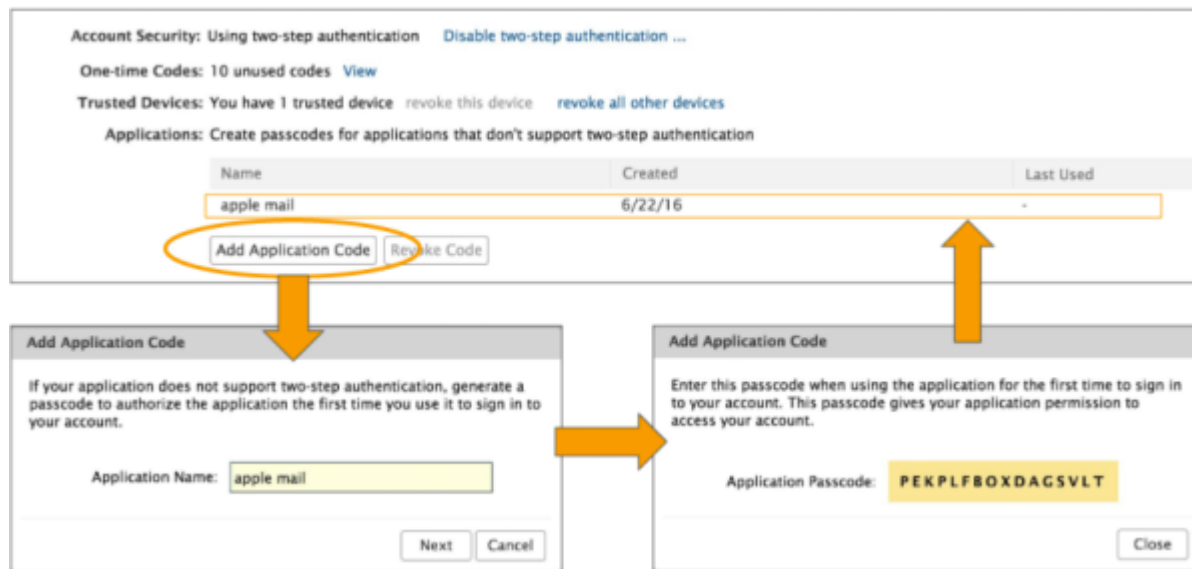 Account Security: Using two-step authentication Disable two-step authentication ...
One-time Codes: 10 unused codes View
Trusted Devices: You have 1 trusted device revoke this device revoke all other devices
Applications: Create passcodes for applications that don't support two-step authentication
Name Created Last Used
apple mail 6/22/16 -
Add Application Code Revoke Code
Add Application Code
If your application does not support two-step authentication, generate a
passcode to authorize the application the first time you use it to sign in to
your account.
Application Name: apple mail
Next Cancel
Add Application Code
Enter this passcode when using the application for the first time to sign in
to your account. This passcode gives your application permission to
access your account.
Application Passcode: PEKPLFBOXDAGSVLT
Close